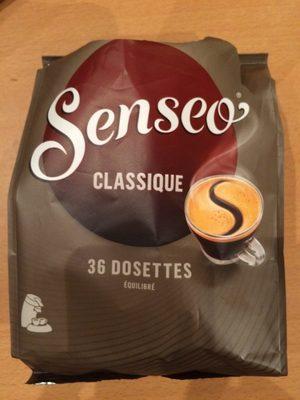 Senseo®
CLASSIQUE
36 DOSETTES
ÉQUILIBRÉ